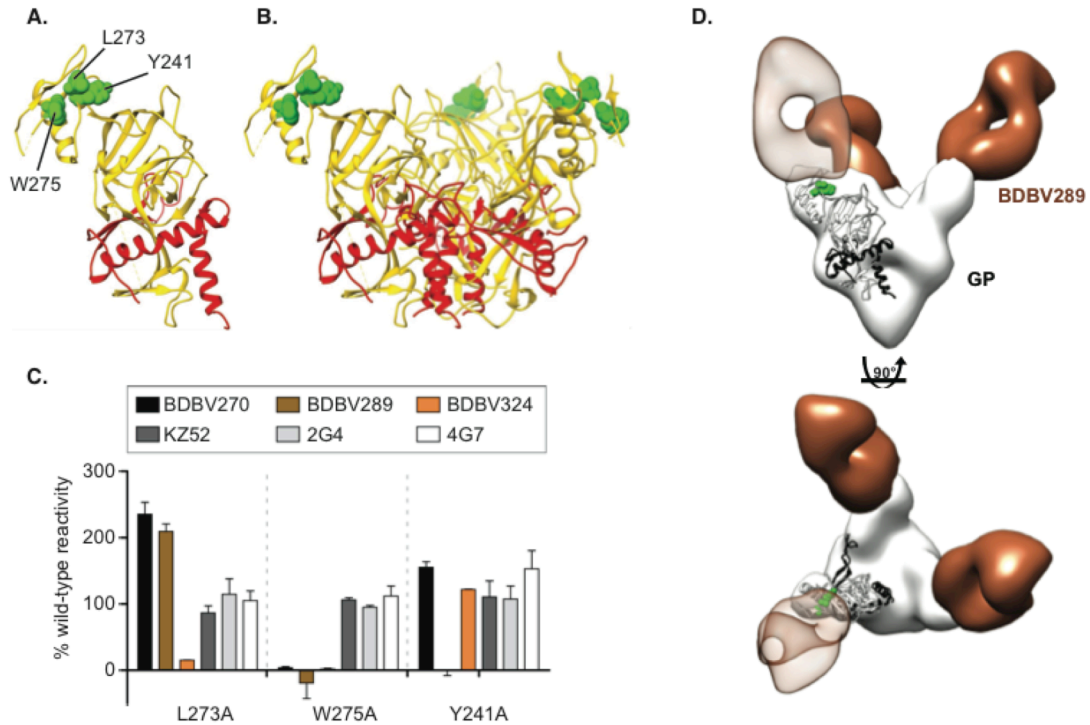 A.
L273
Y241
W275
B.
C.
BDBV270 BDBV289 BDBV324
KZ52 2G4 4G7
% wild-type reactivity
300
200
100
0
L273A W275A Y241A
D.
BDBV289
GP
90°